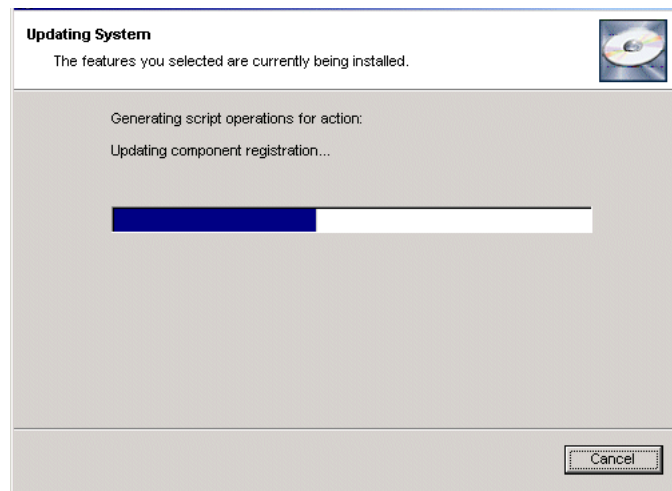 Updating System
The features you selected are currently being installed.
Generating script operations for action:
Updating component registration...
Cancel